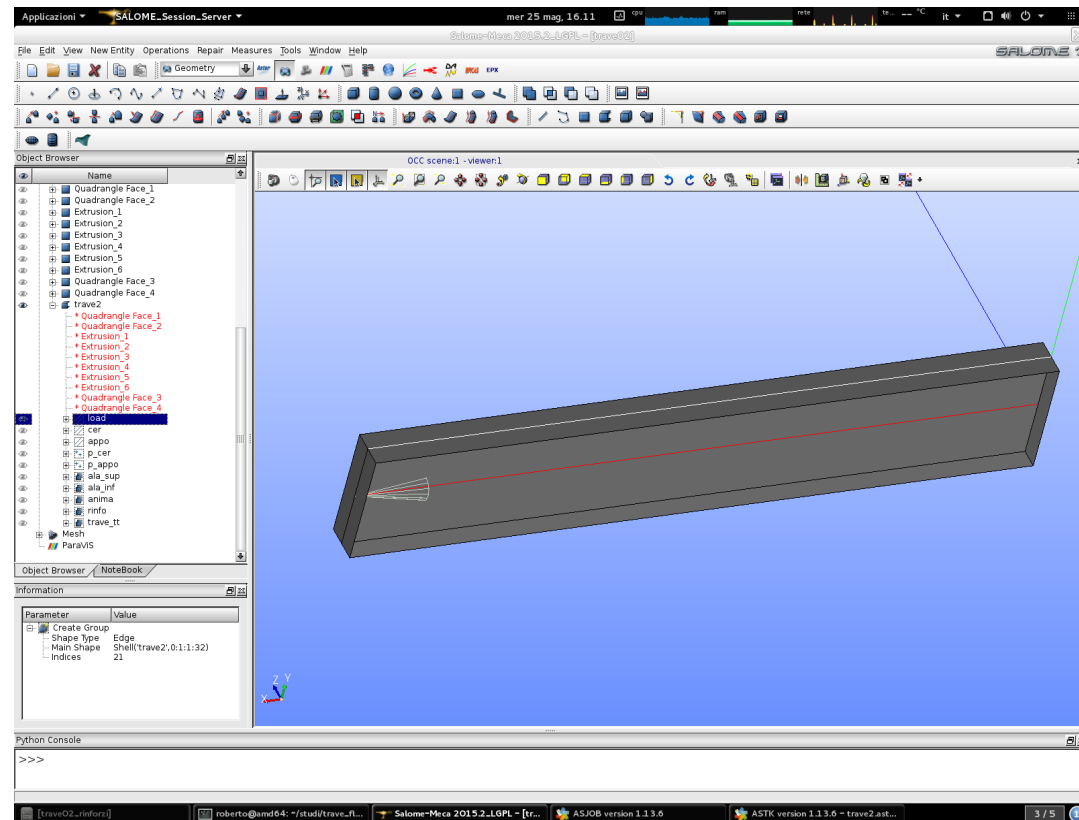 Applicazioni SALOME_Session_Server mer 25 mag, 16.11 cpu ram rete te... -- °C it
Salome-Meca 2015.2_LGPL - [trave02]
File Edit View New Entity Operations Repair Measures Tools Window Help
SALOME
Geometry
EPX
Object Browser
OCC scene:1 - viewer:1
Name
Quadrangle Face_1
Quadrangle Face_2
Extrusion_1
Extrusion_2
Extrusion_3
Extrusion_4
Extrusion_5
Extrusion_6
Quadrangle Face_3
Quadrangle Face_4
trave2
* Quadrangle Face_1
* Quadrangle Face_2
* Extrusion_1
* Extrusion_2
* Extrusion_3
* Extrusion_4
* Extrusion_5
* Extrusion_6
* Quadrangle Face_3
* Quadrangle Face_4
load
cer
appo
p_cer
p_appo
ala_sup
ala_inf
anima
rinfo
trave_tt
Mesh
ParaViS
Object Browser NoteBook
Information
Parameter Value
Create Group
Shape Type Edge
Main Shape Shell('trave2',0:1:1:32)
Indices 21
Z Y
X
Python Console
>>>
[trave02_rinforzi] roberto@amd64: ~/studi/trave_fl... Salome-Meca 2015.2_LGPL - [tr... ASJOB version 1.13.6 ASTK version 1.13.6 - trave2.ast... 3 / 5